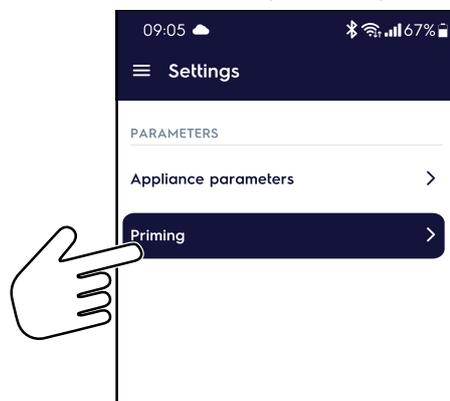 09:05 67%
Settings
PARAMETERS
Appliance parameters
Priming